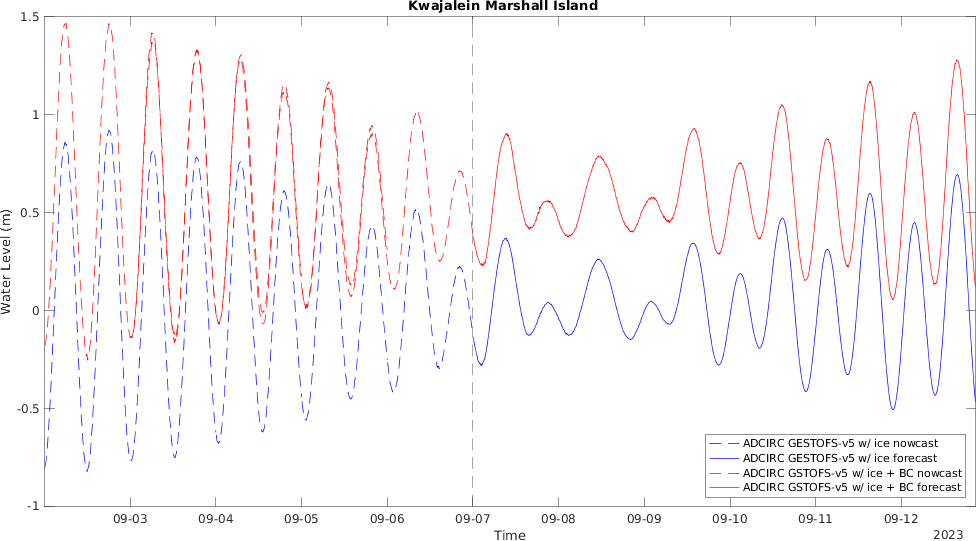 Kwajalein Marshall Island
1.5
1
0.5
0
-0.5
-1
Water Level (m)
09-03 09-04 09-05 09-06 09-07 09-08 09-09 09-10 09-11 09-12
Time
2023
ADCIRC GESTOFS-v5 w/ ice nowcast
ADCIRC GESTOFS-v5 w/ ice forecast
ADCIRC GSTOFS-v5 w/ ice + BC nowcast
ADCIRC GSTOFS-v5 w/ ice + BC forecast